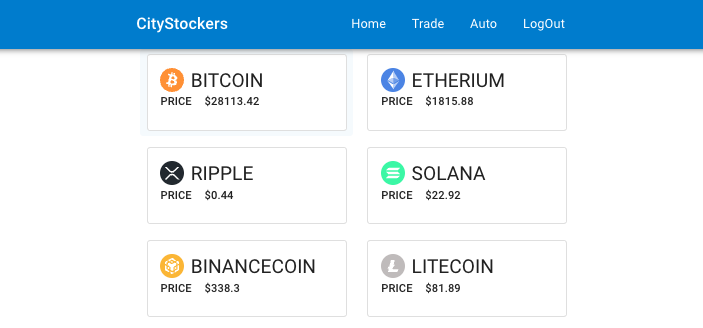 CityStockers Home Trade Auto LogOut
BITCOIN
PRICE $28113.42
ETHERIUM
PRICE $1815.88
RIPPLE
PRICE $0.44
SOLANA
PRICE $22.92
BINANCECOIN
PRICE $338.3
LITECOIN
PRICE $81.89